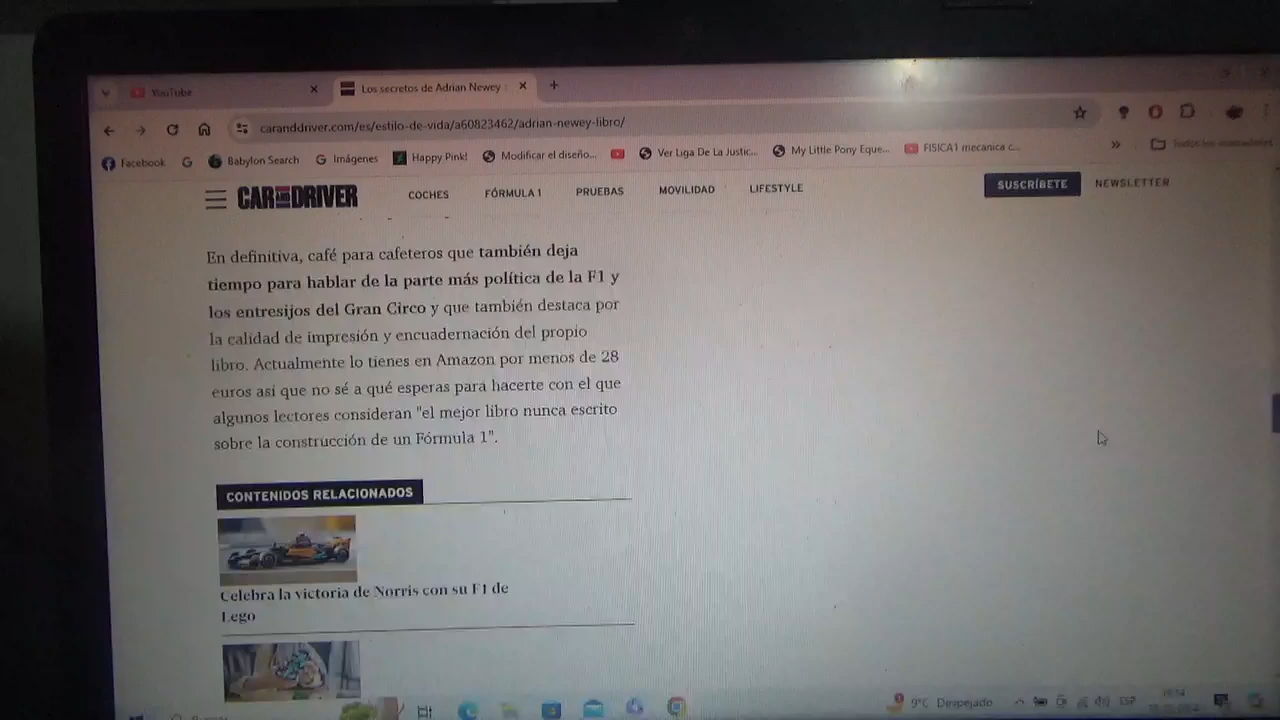 YouTube
Los secretos de Adrian Newey
caranddriver.com/es/estilo-de-vida/a60823462/adrian-newey-libro/
Facebook
Babylon Search
Imágenes
Happy Pink!
Modificar el diseño...
Ver Liga De La Justic...
My Little Pony Eque...
FISICA1 mecanica c...
Todos los marcadores
CAR AND DRIVER
COCHES
FÓRMULA 1
PRUEBAS
MOVILIDAD
LIFESTYLE
SUSCRÍBETE
NEWSLETTER
En definitiva, café para cafeteros que también deja
tiempo para hablar de la parte más política de la F1 y
los entresijos del Gran Circo y que también destaca por
la calidad de impresión y encuadernación del propio
libro. Actualmente lo tienes en Amazon por menos de 28
euros así que no sé a qué esperas para hacerte con el que
algunos lectores consideran "el mejor libro nunca escrito
sobre la construcción de un Fórmula 1".
CONTENIDOS RELACIONADOS
Celebra la victoria de Norris con su F1 de
Lego
9°C Despejado
ESP